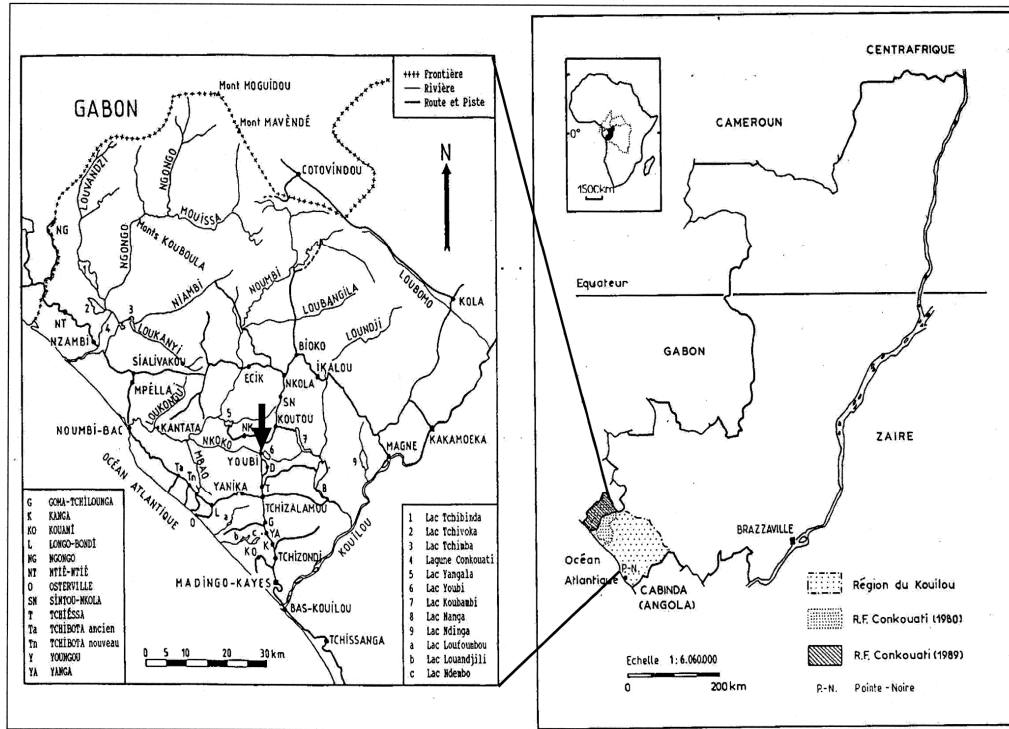 ++++ Frontière
— Rivière
— Route et Piste
GABON
Mont MOGUIDOU
Mont MAVÈNDÉ
N
COTOVINDOU
LOUVANDZI
NGONGO
MOUISSA
NG
NGONGO
Monts KOUBOULA
NIAMBI
NOUMBI
LOUBANGILA
LOUBOMO
KOLA
1
2
3
4
NT
NZAMBI
LOUKANYI
LOUNDJI
SIALIVAKOU
BIOKO
IKALOU
ECIK
NKOLA
MPÉLLA
LOUKONGUI
SN
KOUTOU
5
NK
NOUMBI-BAC
KANTATA
NKOKO
7
6
YOUBI
D
MAGNE
KAKAMOEKA
9
MBAO
OCÉAN ATLANTIQUE
Ta
Tn
YANIKA
T
8
TCHIZALAMOU
O
L
a
G
b
c
YA
K
KO
TCHIZONDI
KOUILOU
MADINGO-KAYES
BAS-KOUILOU
TCHISSANGA
0 10 20 30 km
G GOMA-TCHILOUNGA
K KANGA
KO KOUANÍ
L LONGO-BONDÍ
NG NGONGO
NT NTIÉ-NTIÉ
O OSTERVILLE
SN SÍNTOU-NKOLA
T TCHIÉSSA
Ta TCHIBOTA ancien
Tn TCHIBOTA nouveau
Y YOUNGOU
YA YANGA
1 Lac Tchibinda
2 Lac Tchivoka
3 Lac Tchimba
4 Lagune Conkouati
5 Lac Yangala
6 Lac Youbi
7 Lac Koubambi
8 Lac Nanga
9 Lac Ndinga
a Lac Loufoumbou
b Lac Louandjili
c Lac Ndembo
CENTRAFRIQUE
CAMEROUN
0°
1500km
Equateur
GABON
ZAIRE
BRAZZAVILLE
Océan
Atlantique
P.-N.
CABINDA
(ANGOLA)
Région du Kouilou
R.F. Conkouati (1980)
R.F. Conkouati (1989)
P.-N. Pointe-Noire
Echelle 1:6.060.000
0 200 km